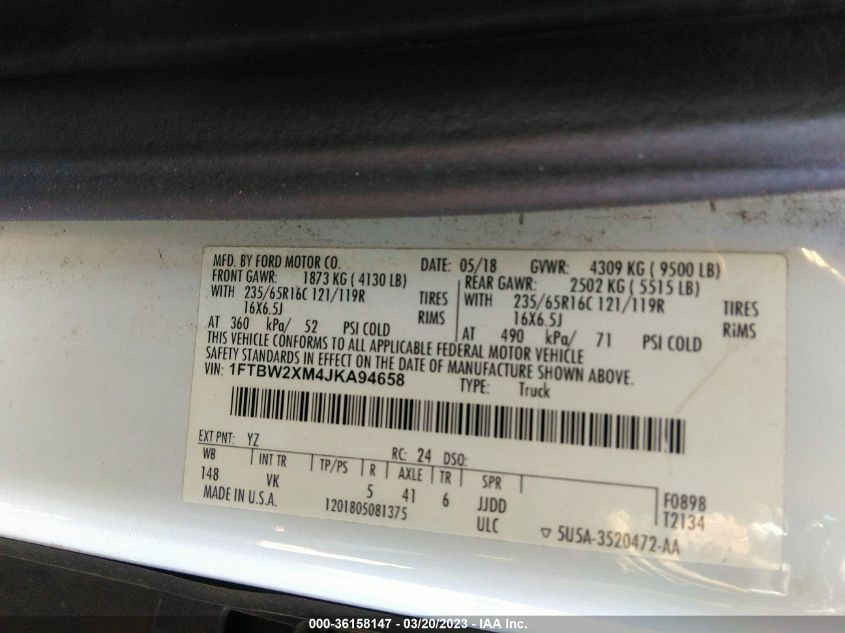 MFD. BY FORD MOTOR CO. DATE: 05/18 GVWR: 4309 KG ( 9500 LB)
FRONT GAWR: 1873 KG ( 4130 LB) REAR GAWR: 2502 KG ( 5515 LB)
WITH 235/65R16C 121/119R TIRES WITH 235/65R16C 121/119R TIRES
16X6.5J RIMS 16X6.5J RIMS
AT 360 kPa/ 52 PSI COLD AT 490 kPa/ 71 PSI COLD
THIS VEHICLE CONFORMS TO ALL APPLICABLE FEDERAL MOTOR VEHICLE
SAFETY STANDARDS IN EFFECT ON THE DATE OF MANUFACTURE SHOWN ABOVE.
VIN: 1FTBW2XM4JKA94658 TYPE: Truck
EXT PNT: YZ RC: 24 DSO:
WB INT TR TP/PS R AXLE TR SPR
148 VK 5 41 6 JJDD F0898
MADE IN U.S.A. 1201805081375 ULC T2134
5U5A-3520472-AA
000-36158147 - 03/20/2023 - IAA Inc.